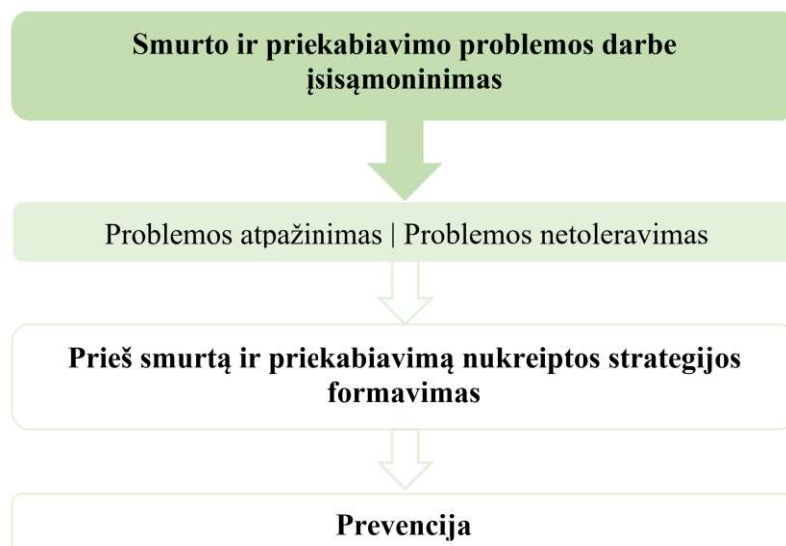 Smurto ir priekabiavimo problemos darbe
įsisąmoninimas
Problemos atpažinimas | Problemos netoleravimas
Prieš smurtą ir priekabiavimą nukreiptos strategijos
formavimas
Prevencija